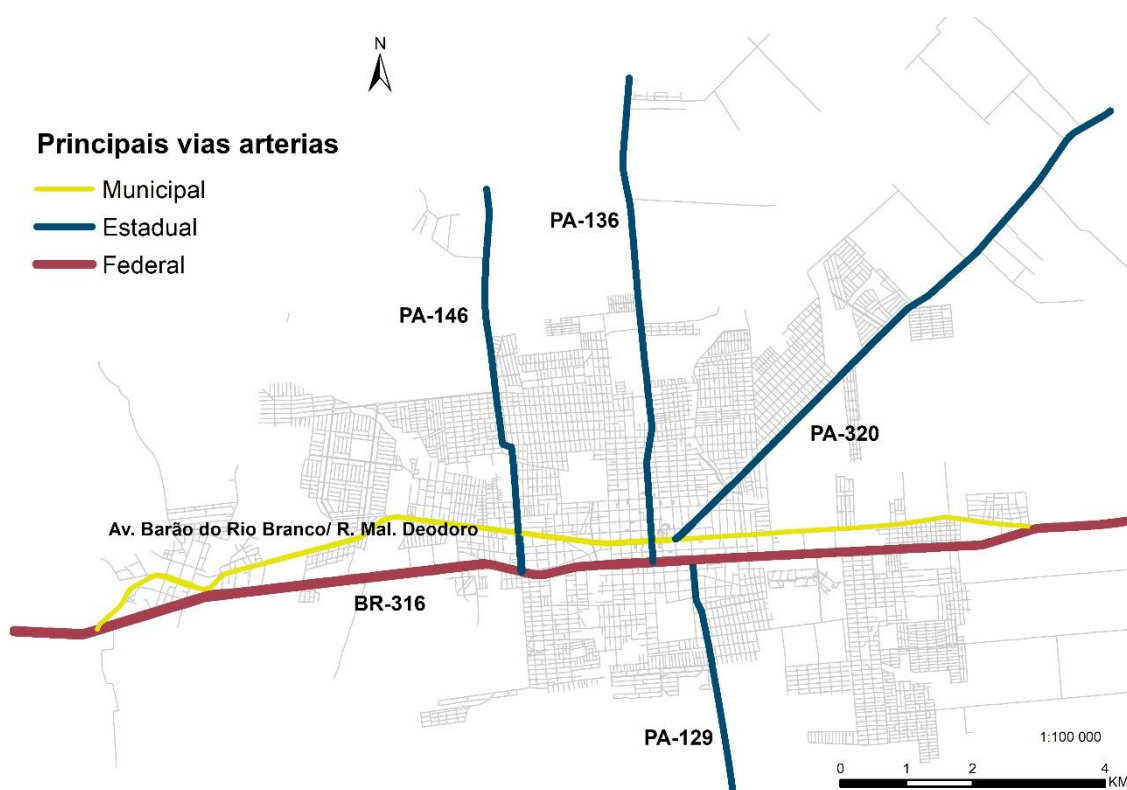 N
Principais vias arterias
Municipal
Estadual
Federal
PA-136
PA-146
PA-320
Av. Barão do Rio Branco/ R. Mal. Deodoro
BR-316
PA-129
1:100 000
0 1 2 4
KM